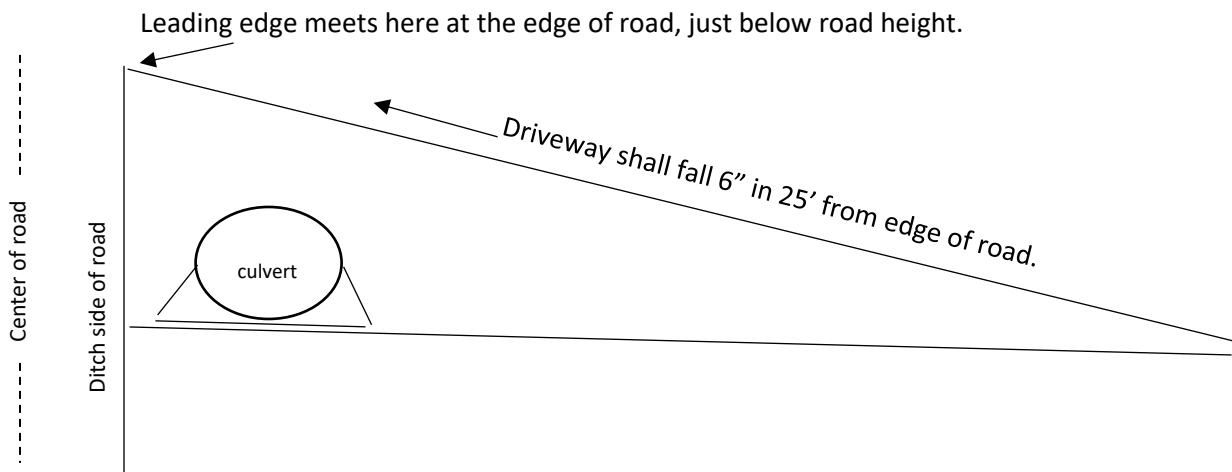 Leading edge meets here at the edge of road, just below road height.
Driveway shall fall 6” in 25’ from edge of road.
Center of road
Ditch side of road
culvert